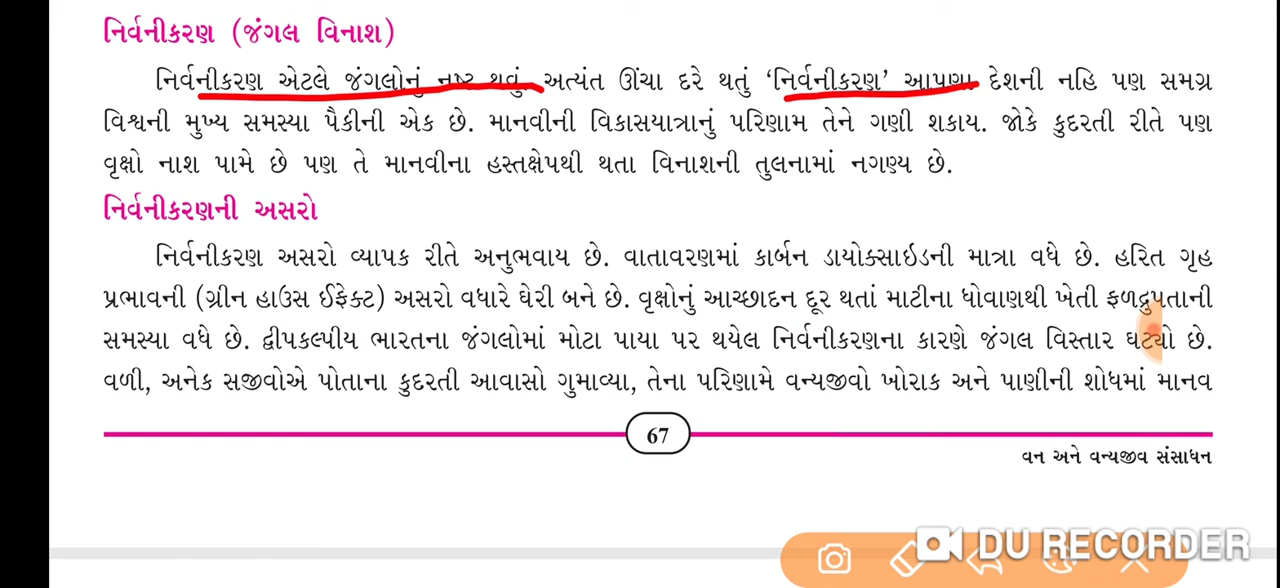 નિર્વનીકરણ (જંગલ વિનાશ)
નિર્વનીકરણ એટલે જંગલોનું નષ્ટ થવું. અત્યંત ઊંચા દરે થતું ‘નિર્વનીકરણ’ આપણા દેશની નહિ પણ સમગ્ર
વિશ્વની મુખ્ય સમસ્યા પૈકીની એક છે. માનવીની વિકાસયાત્રાનું પરિણામ તેને ગણી શકાય. જોકે કુદરતી રીતે પણ
વૃક્ષો નાશ પામે છે પણ તે માનવીના હસ્તક્ષેપથી થતા વિનાશની તુલનામાં નગણ્ય છે.
નિર્વનીકરણની અસરો
નિર્વનીકરણ અસરો વ્યાપક રીતે અનુભવાય છે. વાતાવરણમાં કાર્બન ડાયોક્સાઇડની માત્રા વધે છે. હરિત ગૃહ
પ્રભાવની (ગ્રીન હાઉસ ઈફેક્ટ) અસરો વધારે ઘેરી બને છે. વૃક્ષોનું આચ્છાદન દૂર થતાં માટીના ધોવાણથી ખેતી ફળદ્રુપતાની
સમસ્યા વધે છે. દ્વીપકલ્પીય ભારતના જંગલોમાં મોટા પાયા પર થયેલ નિર્વનીકરણના કારણે જંગલ વિસ્તાર ઘટ્યો છે.
વળી, અનેક સજીવોએ પોતાના કુદરતી આવાસો ગુમાવ્યા, તેના પરિણામે વન્યજીવો ખોરાક અને પાણીની શોધમાં માનવ
67
વન અને વન્યજીવ સંસાધન
DU RECORDER